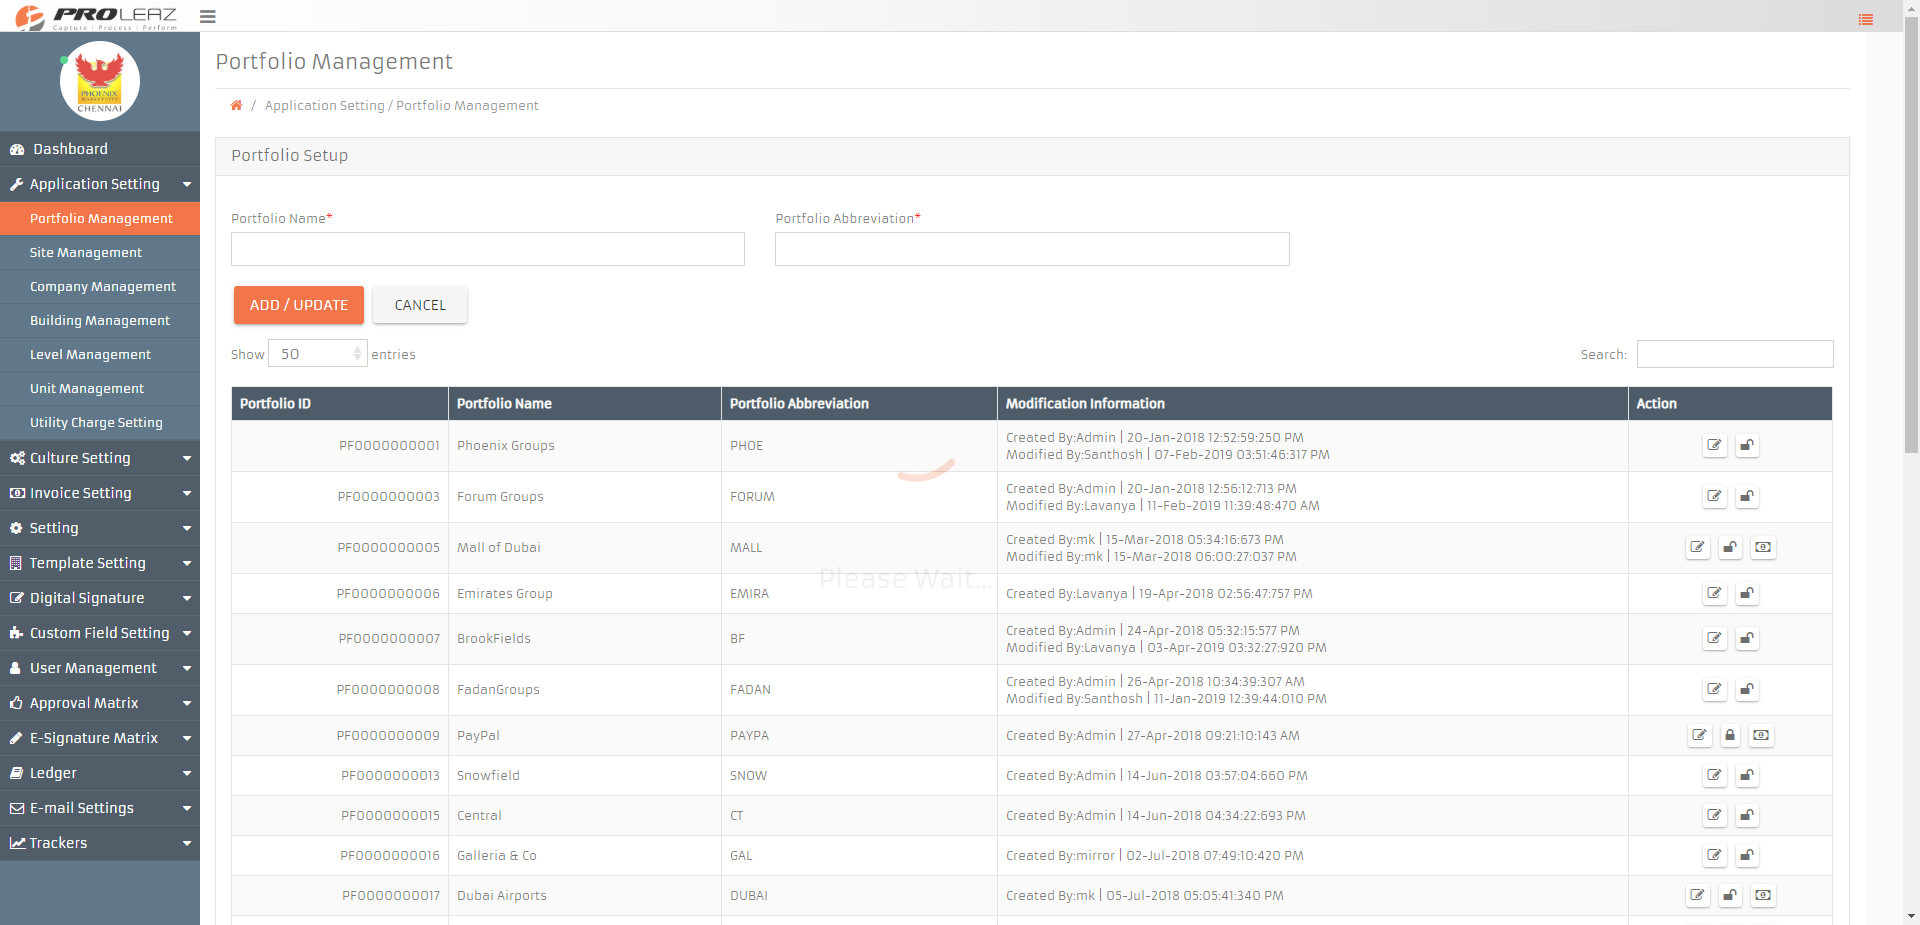 PROLEAZ
Capture | Process | Perform
PHOENIX
MARKETCITY
CHENNAI
Dashboard
Application Setting
Portfolio Management
Site Management
Company Management
Building Management
Level Management
Unit Management
Utility Charge Setting
Culture Setting
Invoice Setting
Setting
Template Setting
Digital Signature
Custom Field Setting
User Management
Approval Matrix
E-Signature Matrix
Ledger
E-mail Settings
Trackers
Portfolio Management
/ Application Setting / Portfolio Management
Portfolio Setup
Portfolio Name* Portfolio Abbreviation*
ADD / UPDATE CANCEL
Show 50 entries Search:
Portfolio ID Portfolio Name Portfolio Abbreviation Modification Information Action
PF0000000001 Phoenix Groups PHOE Created By:Admin | 20-Jan-2018 12:52:59:250 PM
Modified By:Santhosh | 07-Feb-2019 03:51:46:317 PM
PF0000000003 Forum Groups FORUM Created By:Admin | 20-Jan-2018 12:56:12:713 PM
Modified By:Lavanya | 11-Feb-2019 11:39:48:470 AM
PF0000000005 Mall of Dubai MALL Created By:mk | 15-Mar-2018 05:34:16:673 PM
Modified By:mk | 15-Mar-2018 06:00:27:037 PM
Please Wait...
PF0000000006 Emirates Group EMIRA Created By:Lavanya | 19-Apr-2018 02:56:47:757 PM
PF0000000007 BrookFields BF Created By:Admin | 24-Apr-2018 05:32:15:577 PM
Modified By:Lavanya | 03-Apr-2019 03:32:27:920 PM
PF0000000008 FadanGroups FADAN Created By:Admin | 26-Apr-2018 10:34:39:307 AM
Modified By:Santhosh | 11-Jan-2019 12:39:44:010 PM
PF0000000009 PayPal PAYPA Created By:Admin | 27-Apr-2018 09:21:10:143 AM
PF0000000013 Snowfield SNOW Created By:Admin | 14-Jun-2018 03:57:04:660 PM
PF0000000015 Central CT Created By:Admin | 14-Jun-2018 04:34:22:693 PM
PF0000000016 Galleria & Co GAL Created By:mirror | 02-Jul-2018 07:49:10:420 PM
PF0000000017 Dubai Airports DUBAI Created By:mk | 05-Jul-2018 05:05:41:340 PM